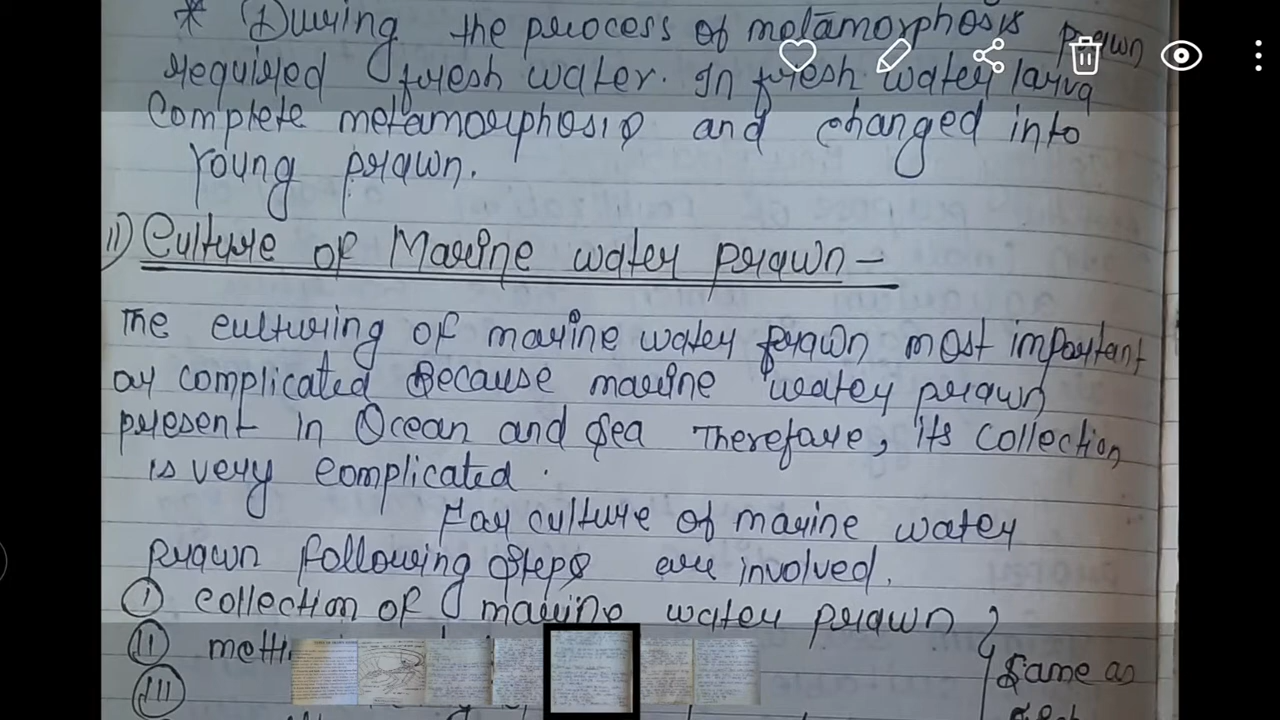 * During the process of metamorphosis prawn
required fresh water. In fresh water larva
Complete metamorphosis and changed into
Young prawn.
II) Culture of Marine water prawn -
The culturing of marine water prawn most important
or complicated Because marine water prawn
present in Ocean and Sea Therefore, its collection
is very complicated.
For culture of marine water
prawn following steps are involved.
I collection of marine water prawn
II
III
Same as